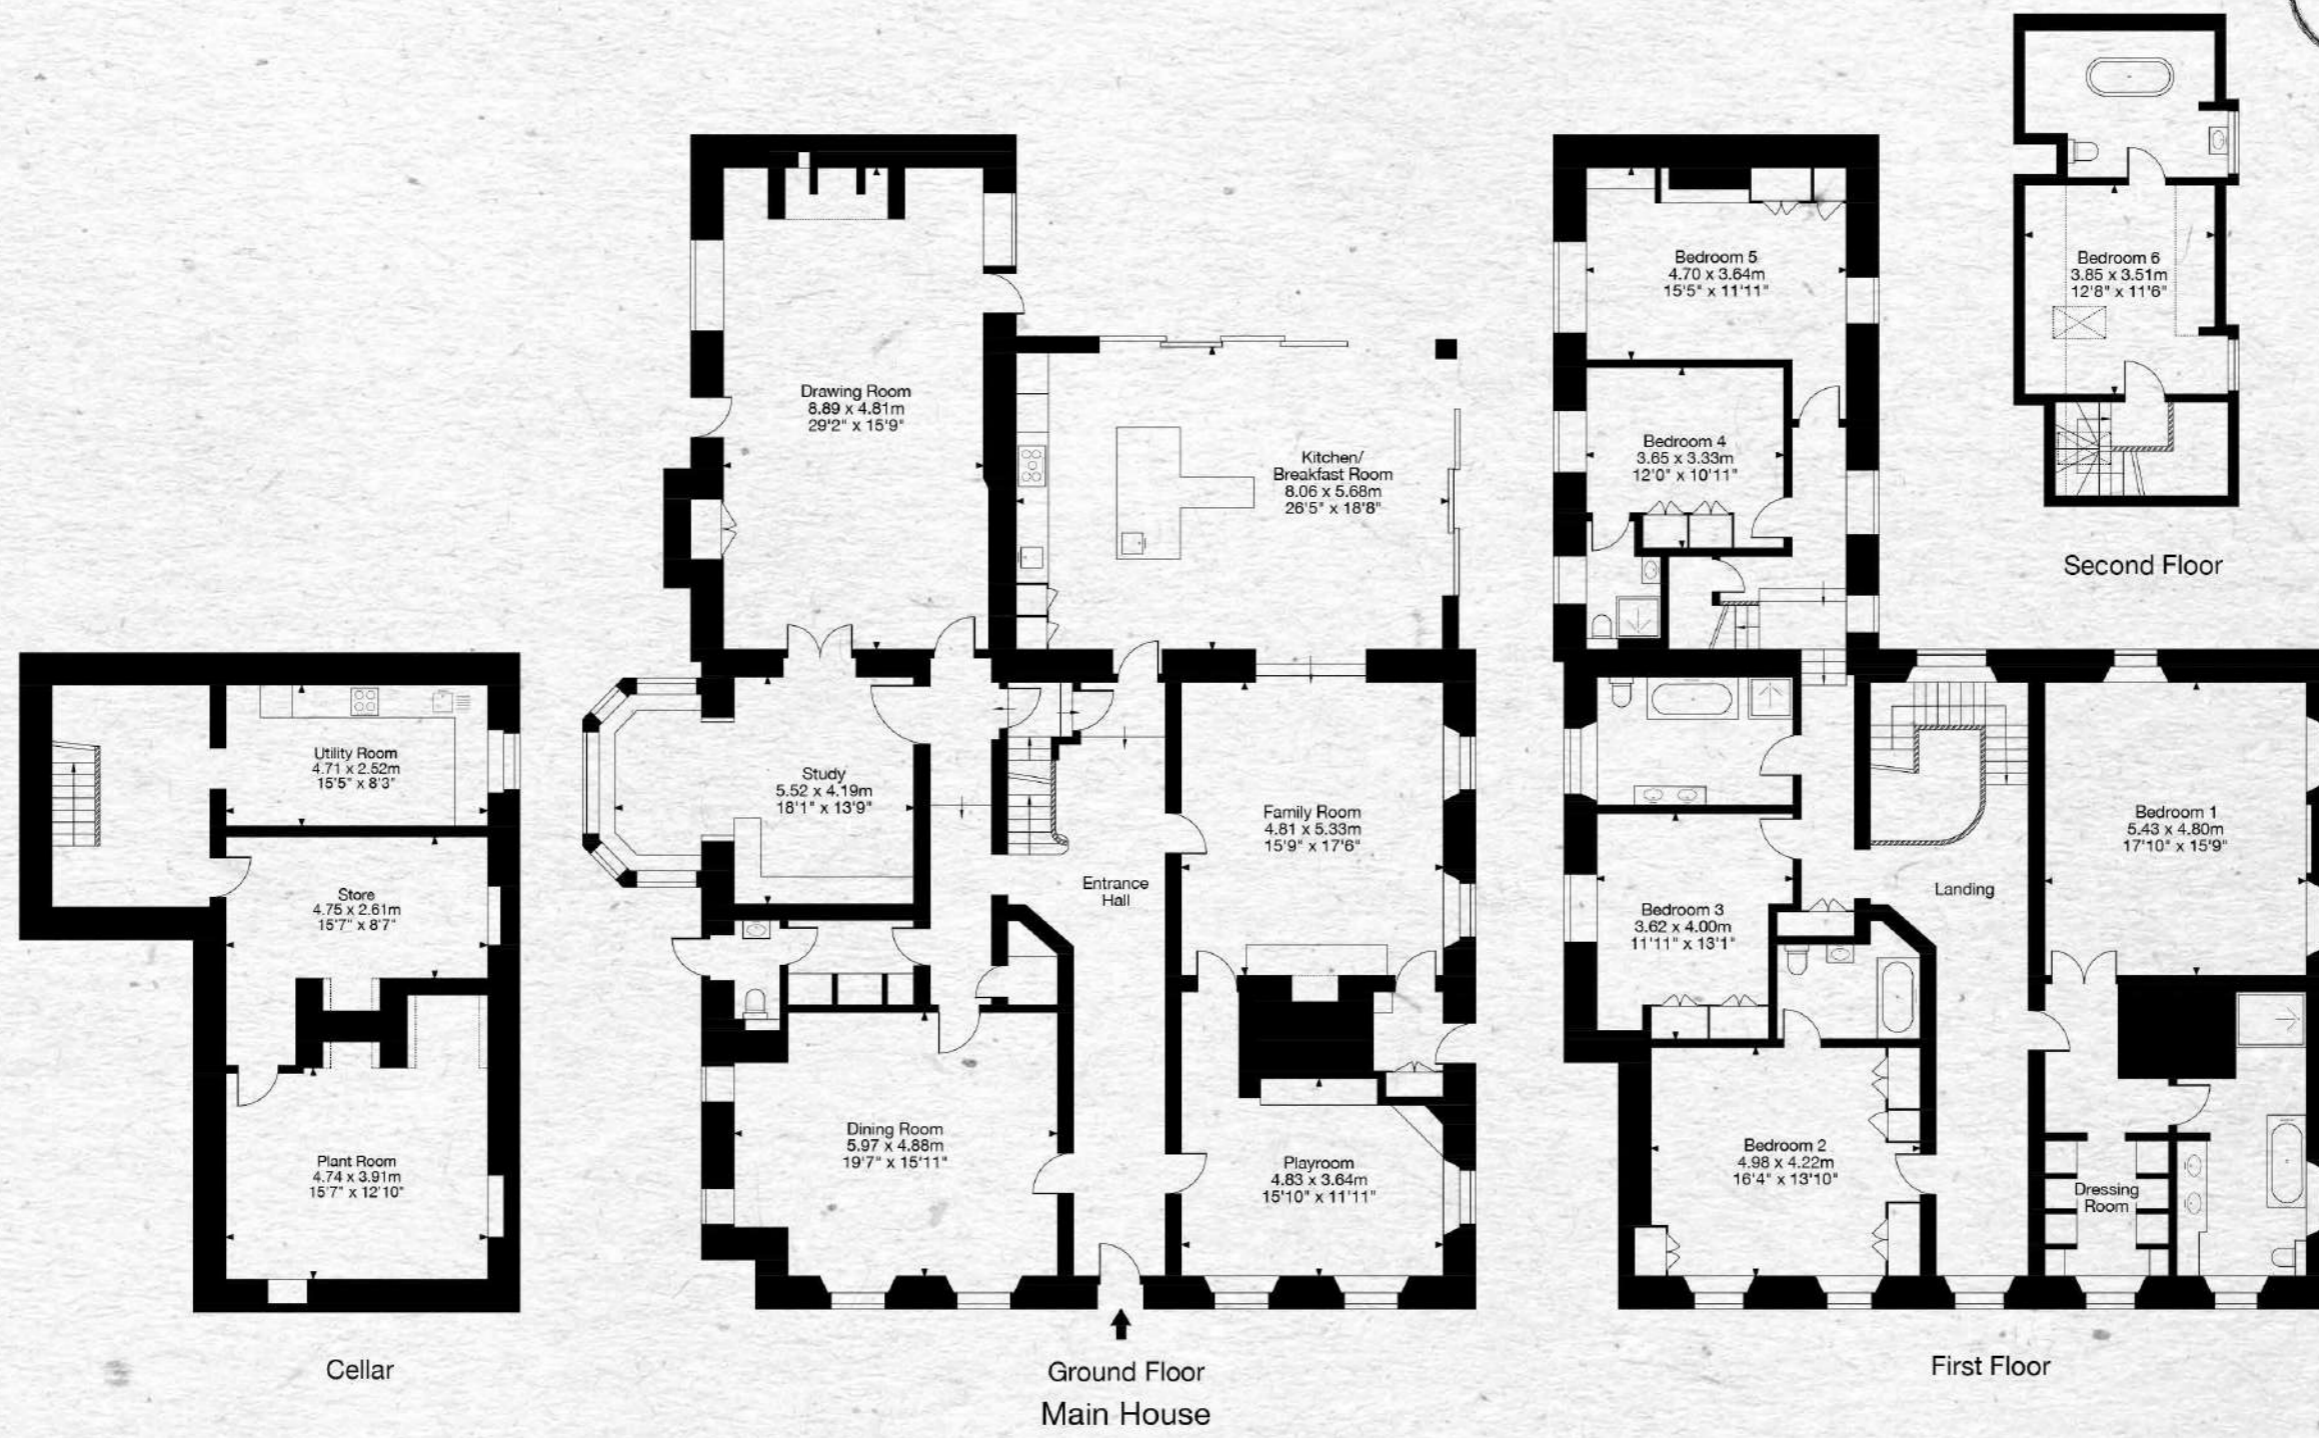 Utility Room
4.71 x 2.52m
15'5" x 8'3"
Store
4.75 x 2.61m
15'7" x 8'7"
Plant Room
4.74 x 3.91m
15'7" x 12'10"
Cellar
Drawing Room
8.89 x 4.81m
29'2" x 15'9"
Kitchen/
Breakfast Room
8.06 x 5.68m
26'5" x 18'8"
Study
5.52 x 4.19m
18'1" x 13'9"
Family Room
4.81 x 5.33m
15'9" x 17'6"
Entrance
Hall
Dining Room
5.97 x 4.88m
19'7" x 15'11"
Playroom
4.83 x 3.64m
15'10" x 11'11"
Ground Floor
Main House
Bedroom 5
4.70 x 3.64m
15'5" x 11'11"
Bedroom 4
3.65 x 3.33m
12'0" x 10'11"
Bedroom 1
5.43 x 4.80m
17'10" x 15'9"
Landing
Bedroom 3
3.62 x 4.00m
11'11" x 13'1"
Bedroom 2
4.98 x 4.22m
16'4" x 13'10"
Dressing
Room
First Floor
Bedroom 6
3.85 x 3.51m
12'8" x 11'6"
Second Floor